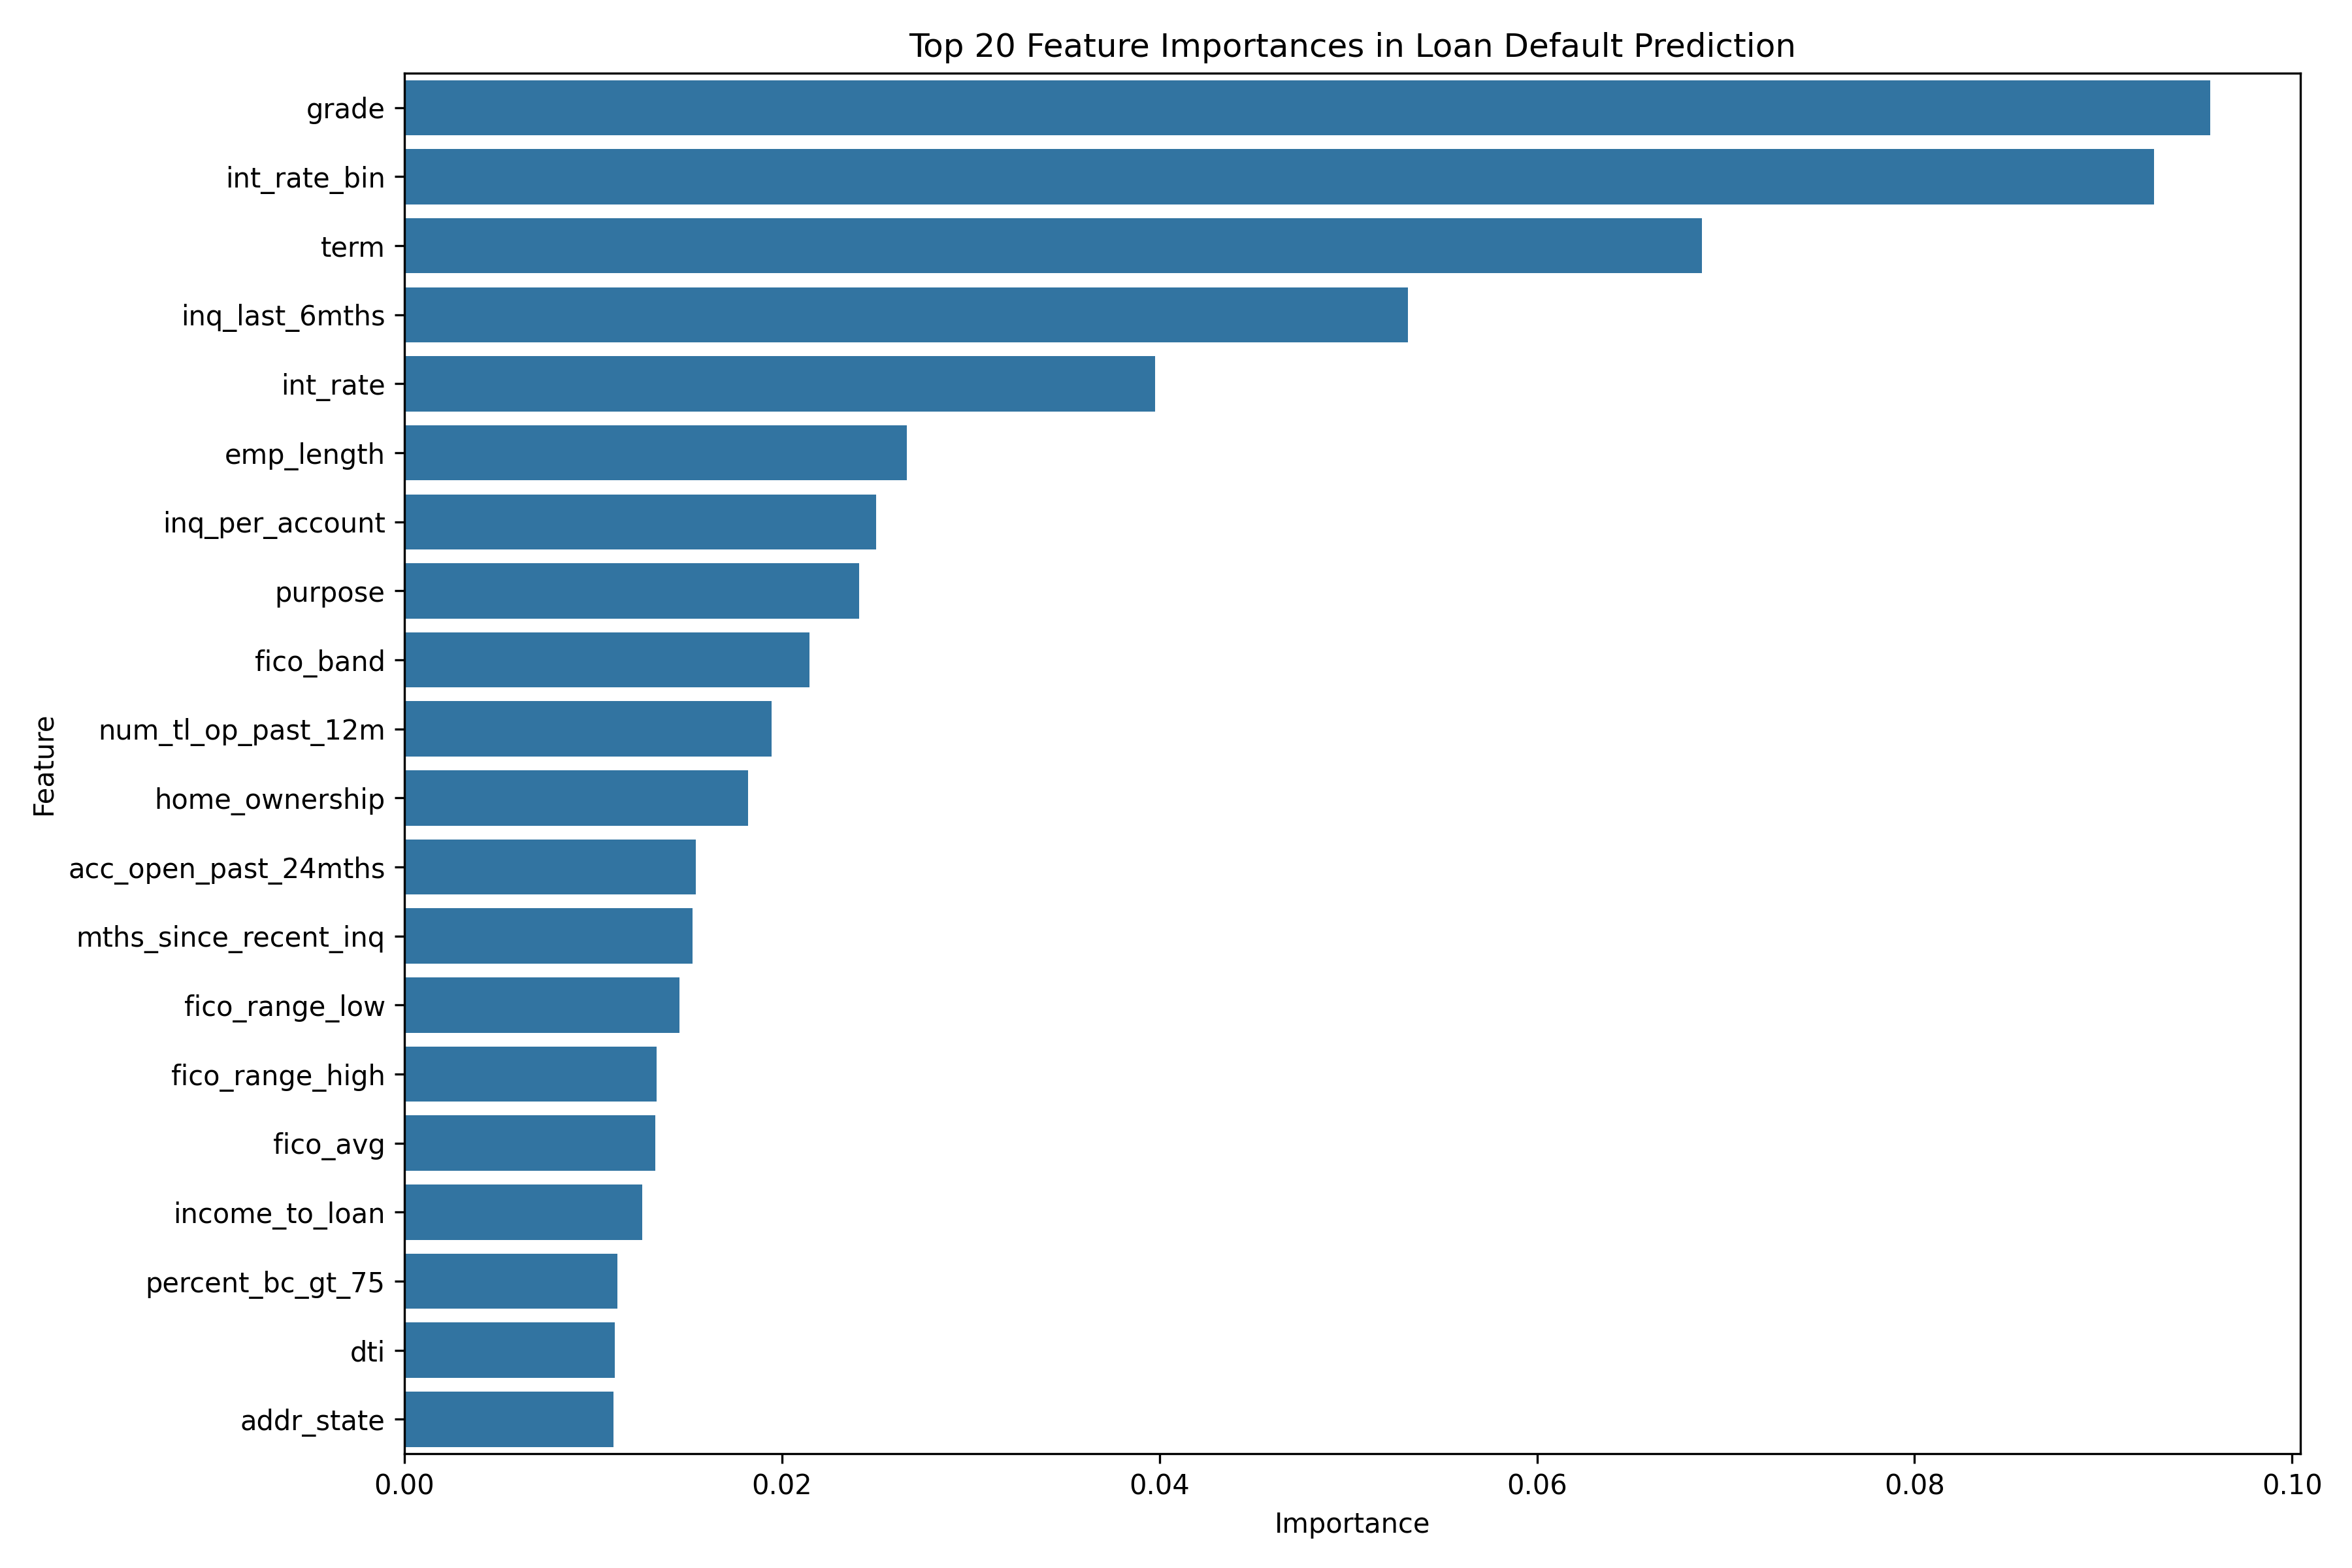 Top 20 Feature Importances in Loan Default Prediction
grade
int_rate_bin
term
inq_last_6mths
int_rate
emp_length
inq_per_account
purpose
fico_band
num_tl_op_past_12m
home_ownership
acc_open_past_24mths
mths_since_recent_inq
fico_range_low
fico_range_high
fico_avg
income_to_loan
percent_bc_gt_75
dti
addr_state
Feature
0.00 0.02 0.04 0.06 0.08 0.10
Importance